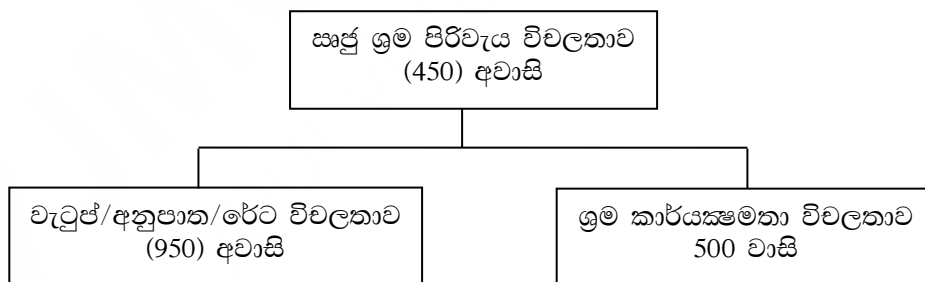 සෘජු ශ්‍රම පිරිවැය විචලතාව
(450) අවාසි
වැටුප්/අනුපාත/රේට විචලතාව
(950) අවාසි
ශ්‍රම කාර්යක්ෂමතා විචලතාව
500 වාසි